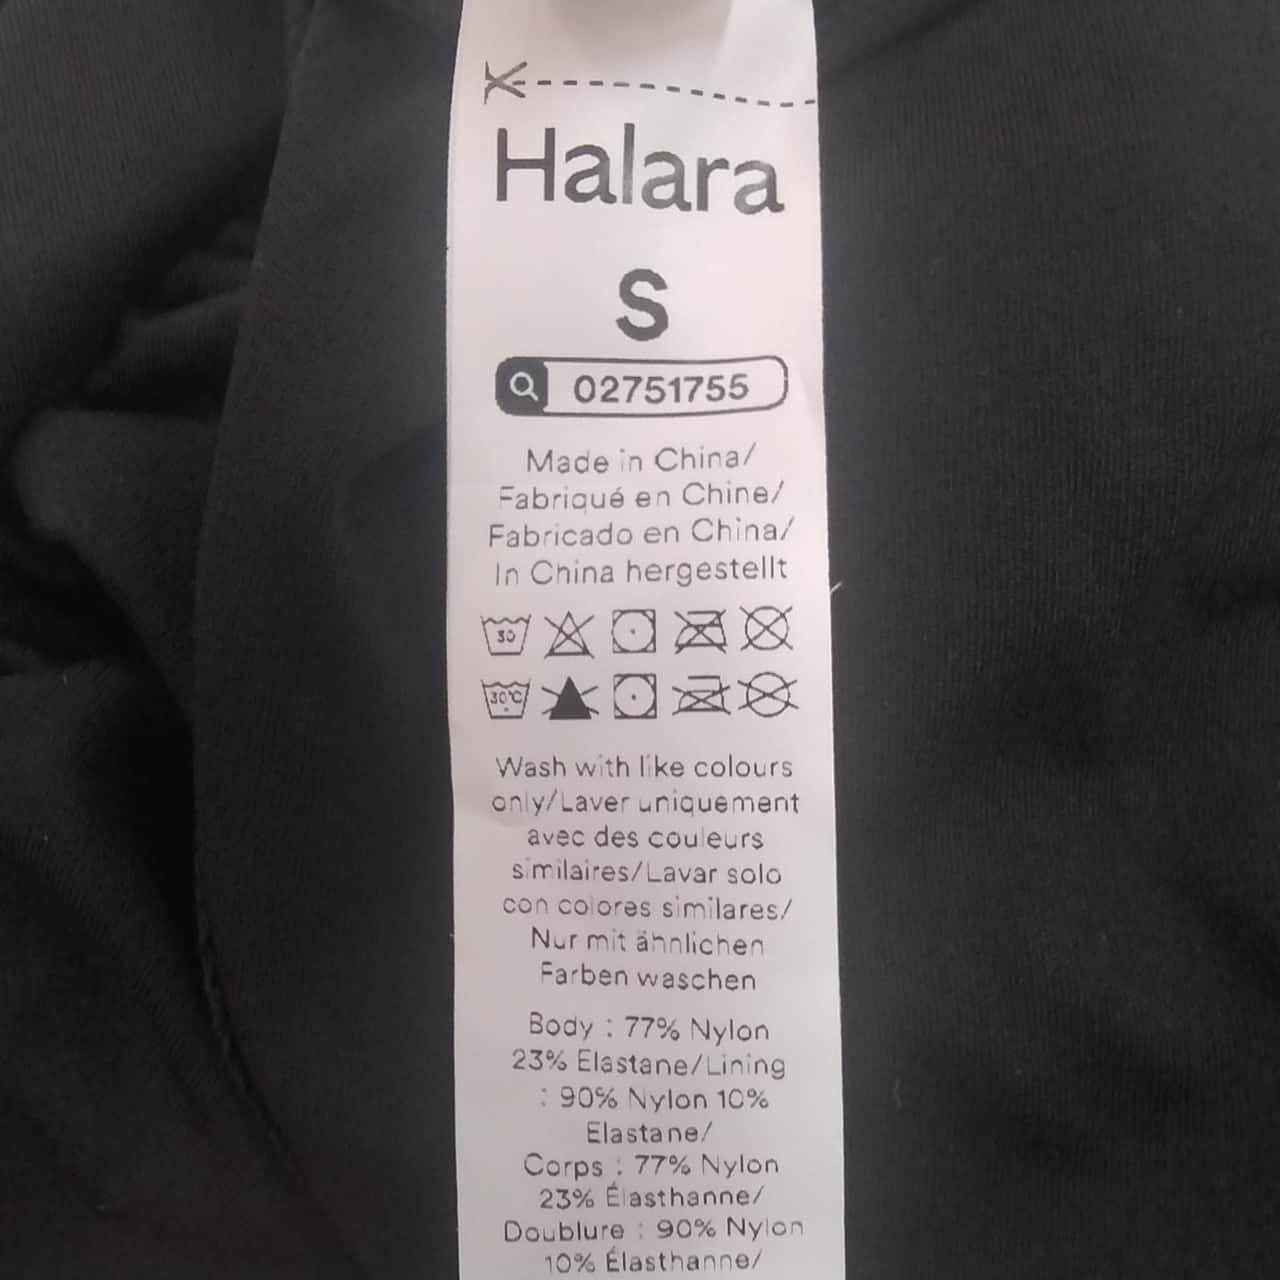 Halara
S
02751755
Made in China/
Fabriqué en Chine/
Fabricado en China/
In China hergestellt
30
30°C
Wash with like colours
only/Laver uniquement
avec des couleurs
similaires/Lavar solo
con colores similares/
Nur mit ähnlichen
Farben waschen
Body : 77% Nylon
23% Elastane/Lining
: 90% Nylon 10%
Elastane/
Corps : 77% Nylon
23% Élasthanne/
Doublure : 90% Nylon
10% Élasthanne/